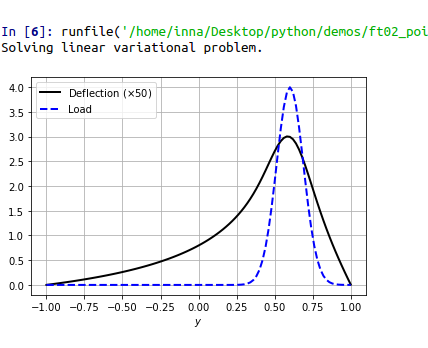 In [6]: runfile('/home/inna/Desktop/python/demos/ft02_poi
Solving linear variational problem.
Deflection (×50)
Load
4.0
3.5
3.0
2.5
2.0
1.5
1.0
0.5
0.0
−1.00 −0.75 −0.50 −0.25 0.00 0.25 0.50 0.75 1.00
y